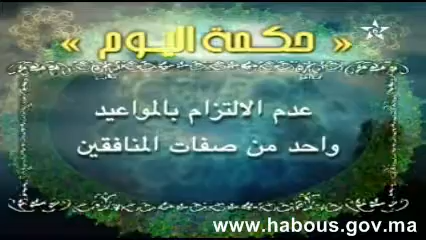 « حكمة اليوم »
عدم الالتزام بالمواعيد
واحد من صفات المنافقين
www.habous.gov.ma